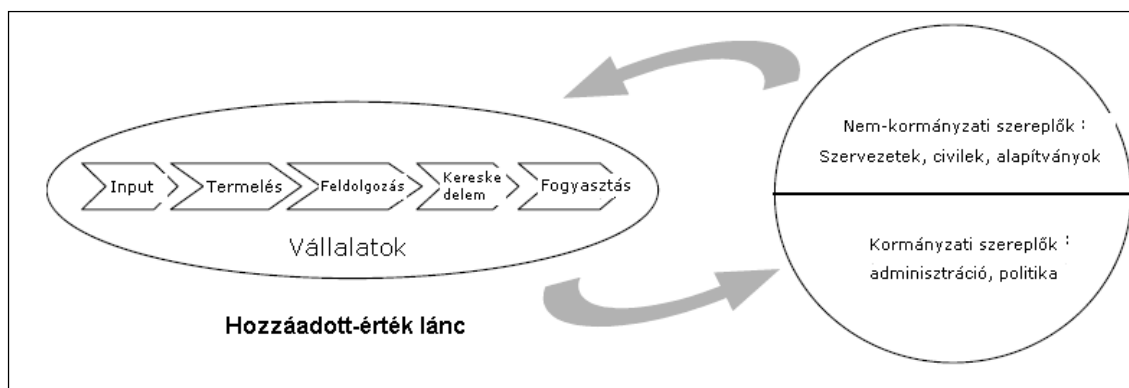 Input
Termelés
Feldolgozás
Kereske
delem
Fogyasztás
Vállalatok
Hozzáadott-érték lánc
Nem-kormányzati szereplők :
Szervezetek, civilek, alapítványok
Kormányzati szereplők :
adminisztráció, politika